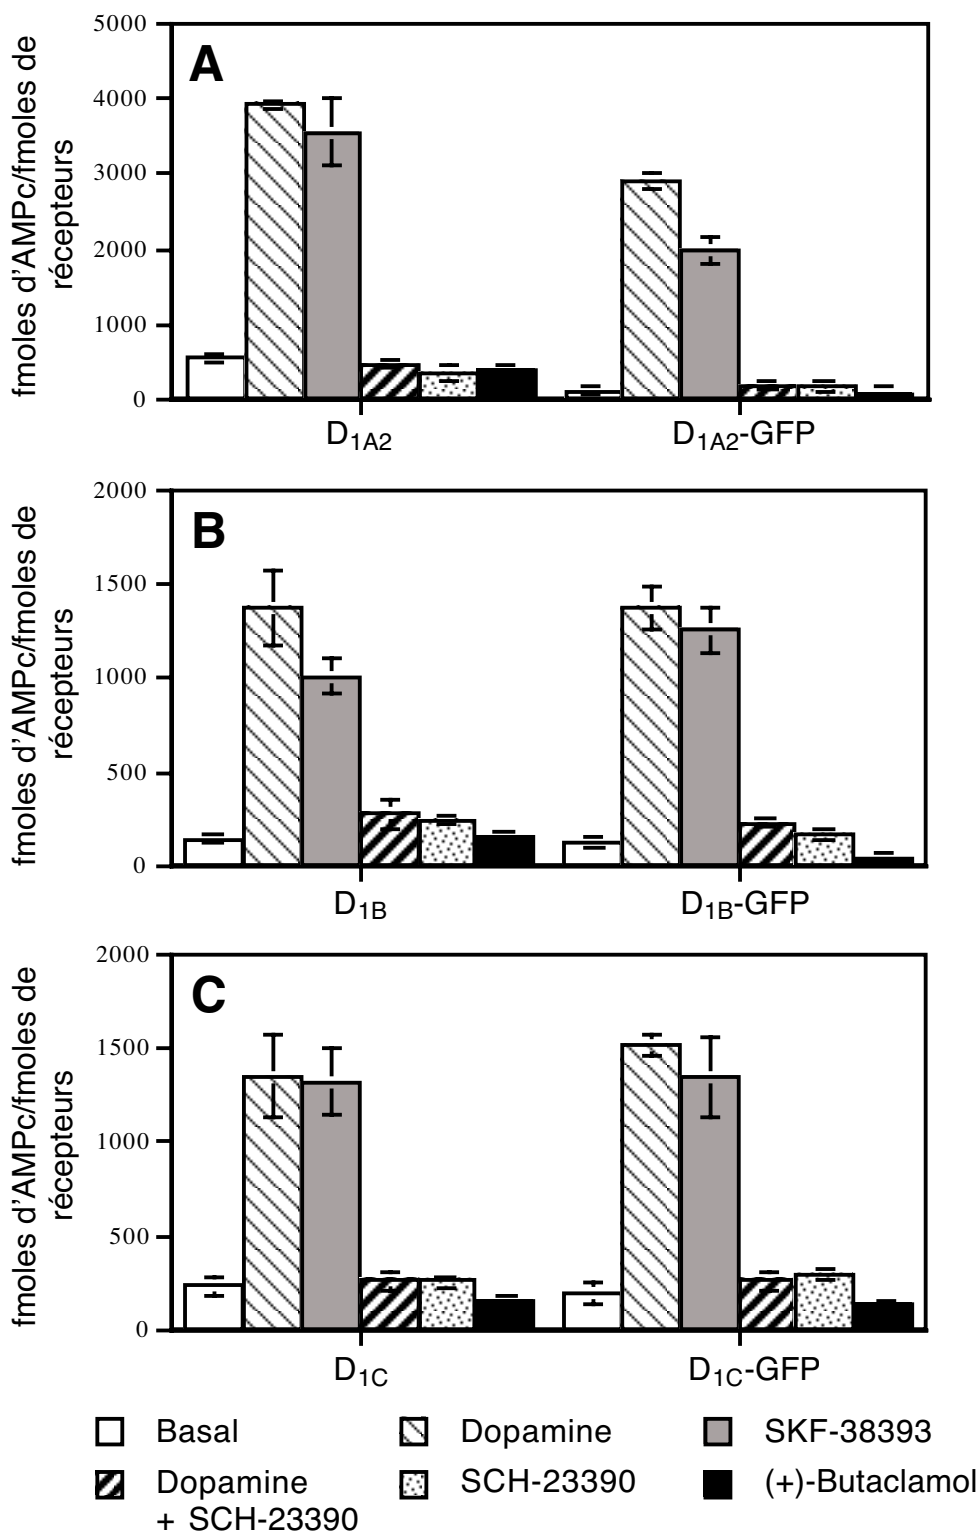 A
fmoles d'AMPc/fmoles de
récepteurs
5000
4000
3000
2000
1000
0
D1A2
D1A2-GFP
B
fmoles d'AMPc/fmoles de
récepteurs
2000
1500
1000
500
0
D1B
D1B-GFP
C
fmoles d'AMPc/fmoles de
récepteurs
2000
1500
1000
500
0
D1C
D1C-GFP
Basal
Dopamine
SKF-38393
Dopamine
+ SCH-23390
SCH-23390
(+)-Butaclamol